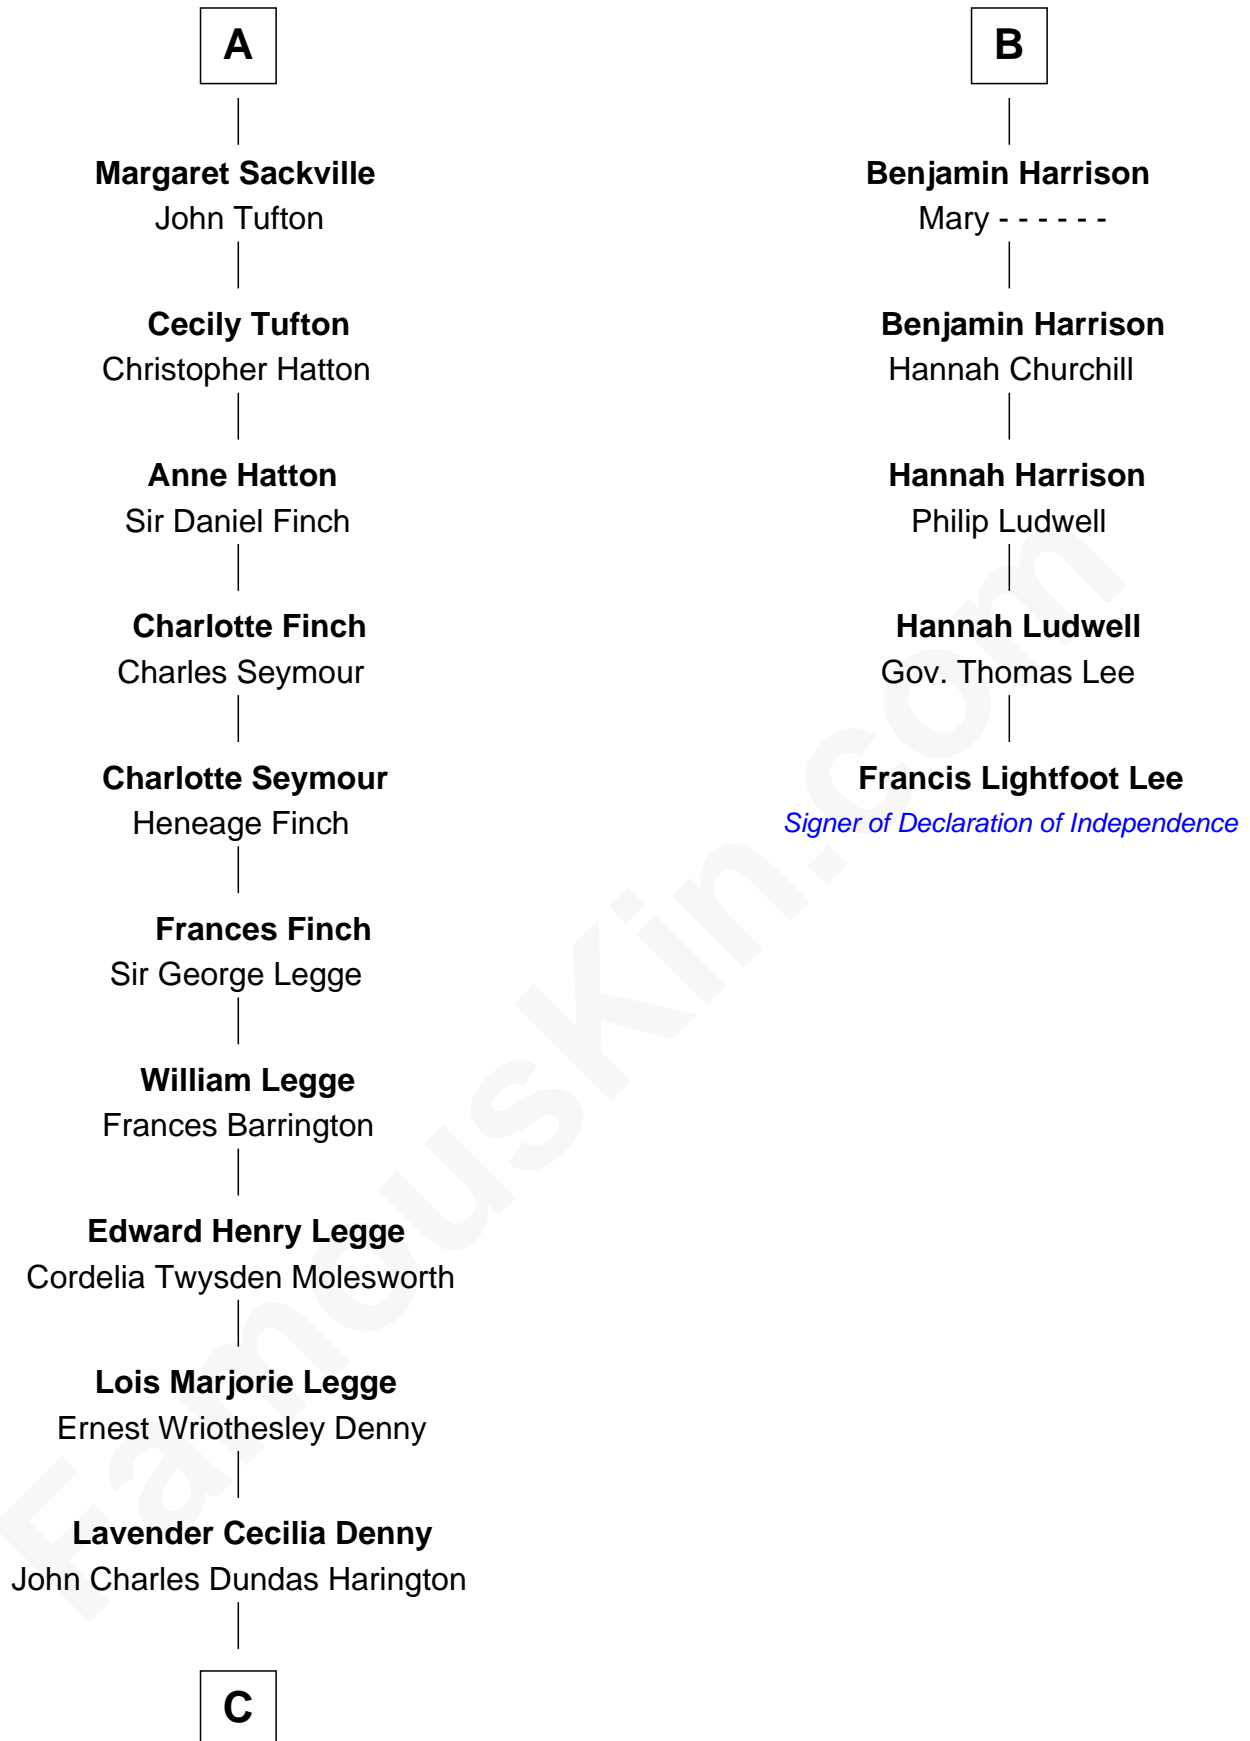 A
Margaret Sackville
John Tufton
Cecily Tufton
Christopher Hatton
Anne Hatton
Sir Daniel Finch
Charlotte Finch
Charles Seymour
Charlotte Seymour
Heneage Finch
Frances Finch
Sir George Legge
William Legge
Frances Barrington
Edward Henry Legge
Cordelia Twysden Molesworth
Lois Marjorie Legge
Ernest Wriothesley Denny
Lavender Cecilia Denny
John Charles Dundas Harington
C
B
Benjamin Harrison
Mary - - - - - -
Benjamin Harrison
Hannah Churchill
Hannah Harrison
Philip Ludwell
Hannah Ludwell
Gov. Thomas Lee
Francis Lightfoot Lee
Signer of Declaration of Independence
FamousKin.com